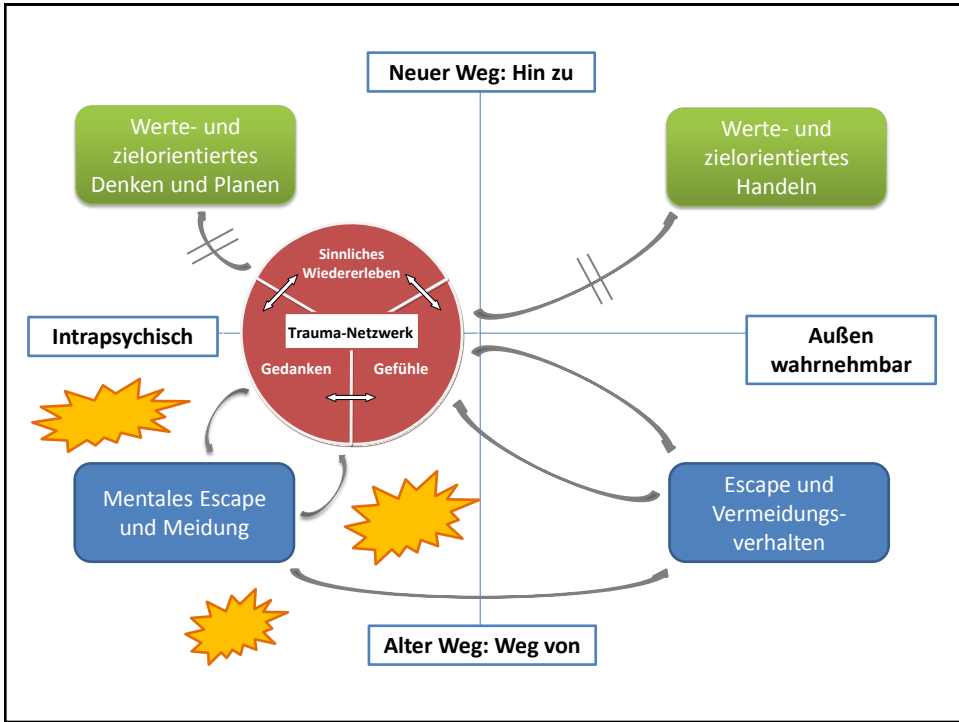 Neuer Weg: Hin zu
Werte- und
zielorientiertes
Denken und Planen
Werte- und
zielorientiertes
Handeln
Sinnliches
Wiedererleben
Intrapsychisch
Trauma-Netzwerk
Außen
wahrnehmbar
Gedanken
Gefühle
Mentales Escape
und Meidung
Escape und
Vermeidungs-
verhalten
Alter Weg: Weg von